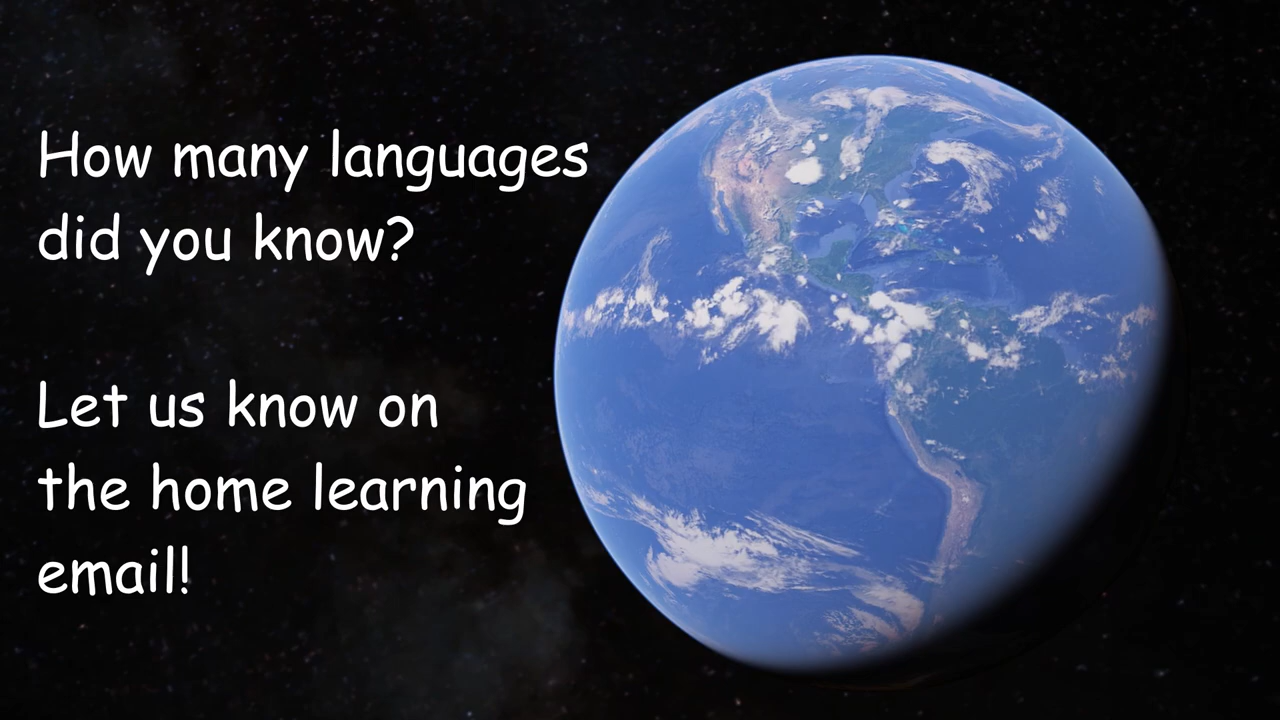 How many languages
did you know?
Let us know on
the home learning
email!